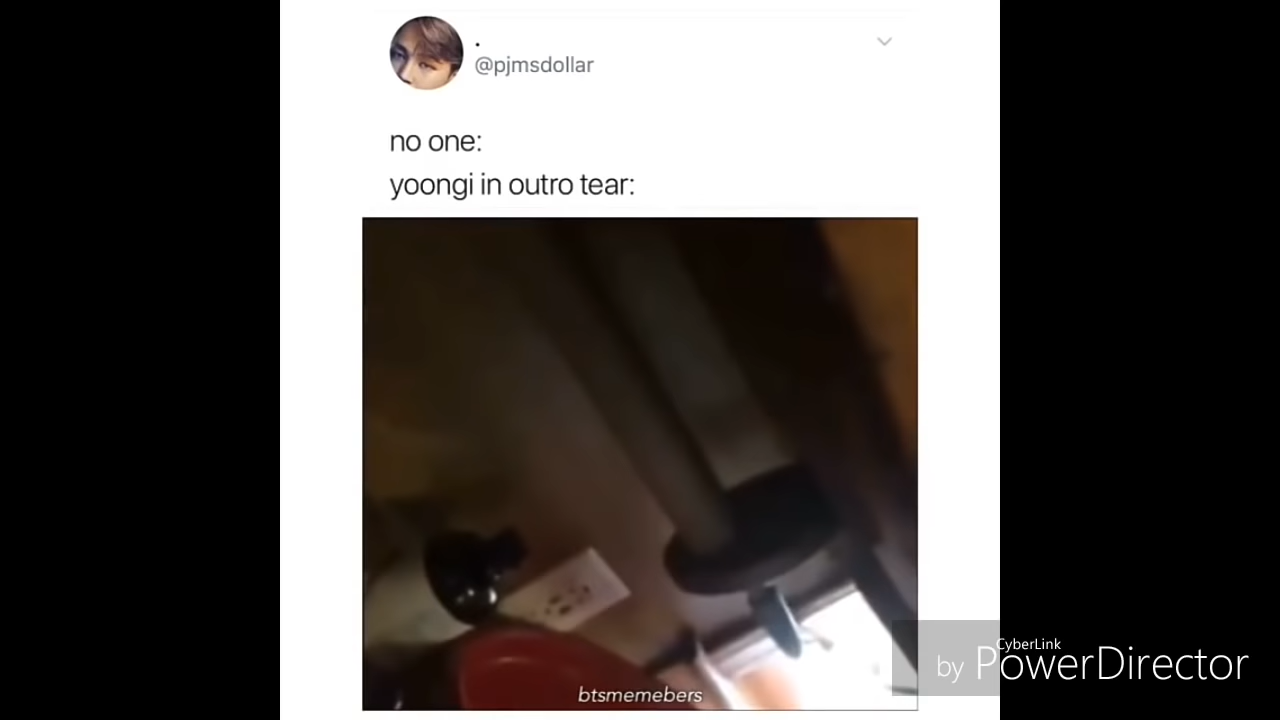 .
@pjmsdollar
no one:
yoongi in outro tear:
btsmemebers
CyberLink
by PowerDirector